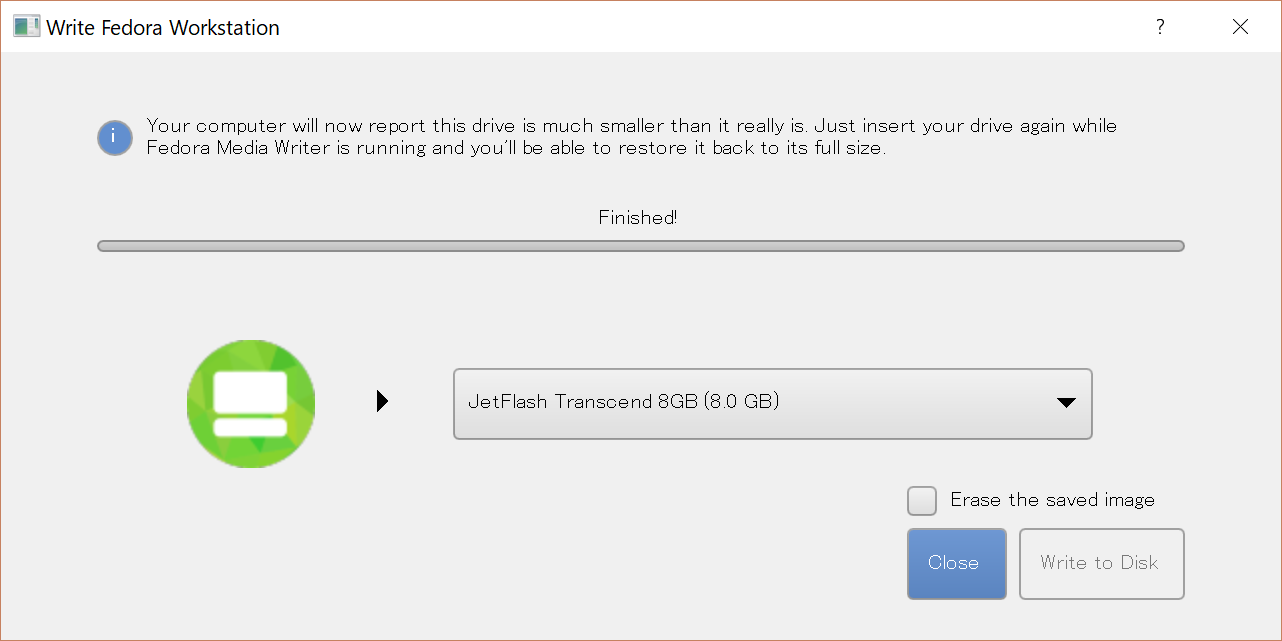 Write Fedora Workstation
?
i
Your computer will now report this drive is much smaller than it really is. Just insert your drive again while
Fedora Media Writer is running and you'll be able to restore it back to its full size.
Finished!
JetFlash Transcend 8GB (8.0 GB)
Erase the saved image
Close
Write to Disk